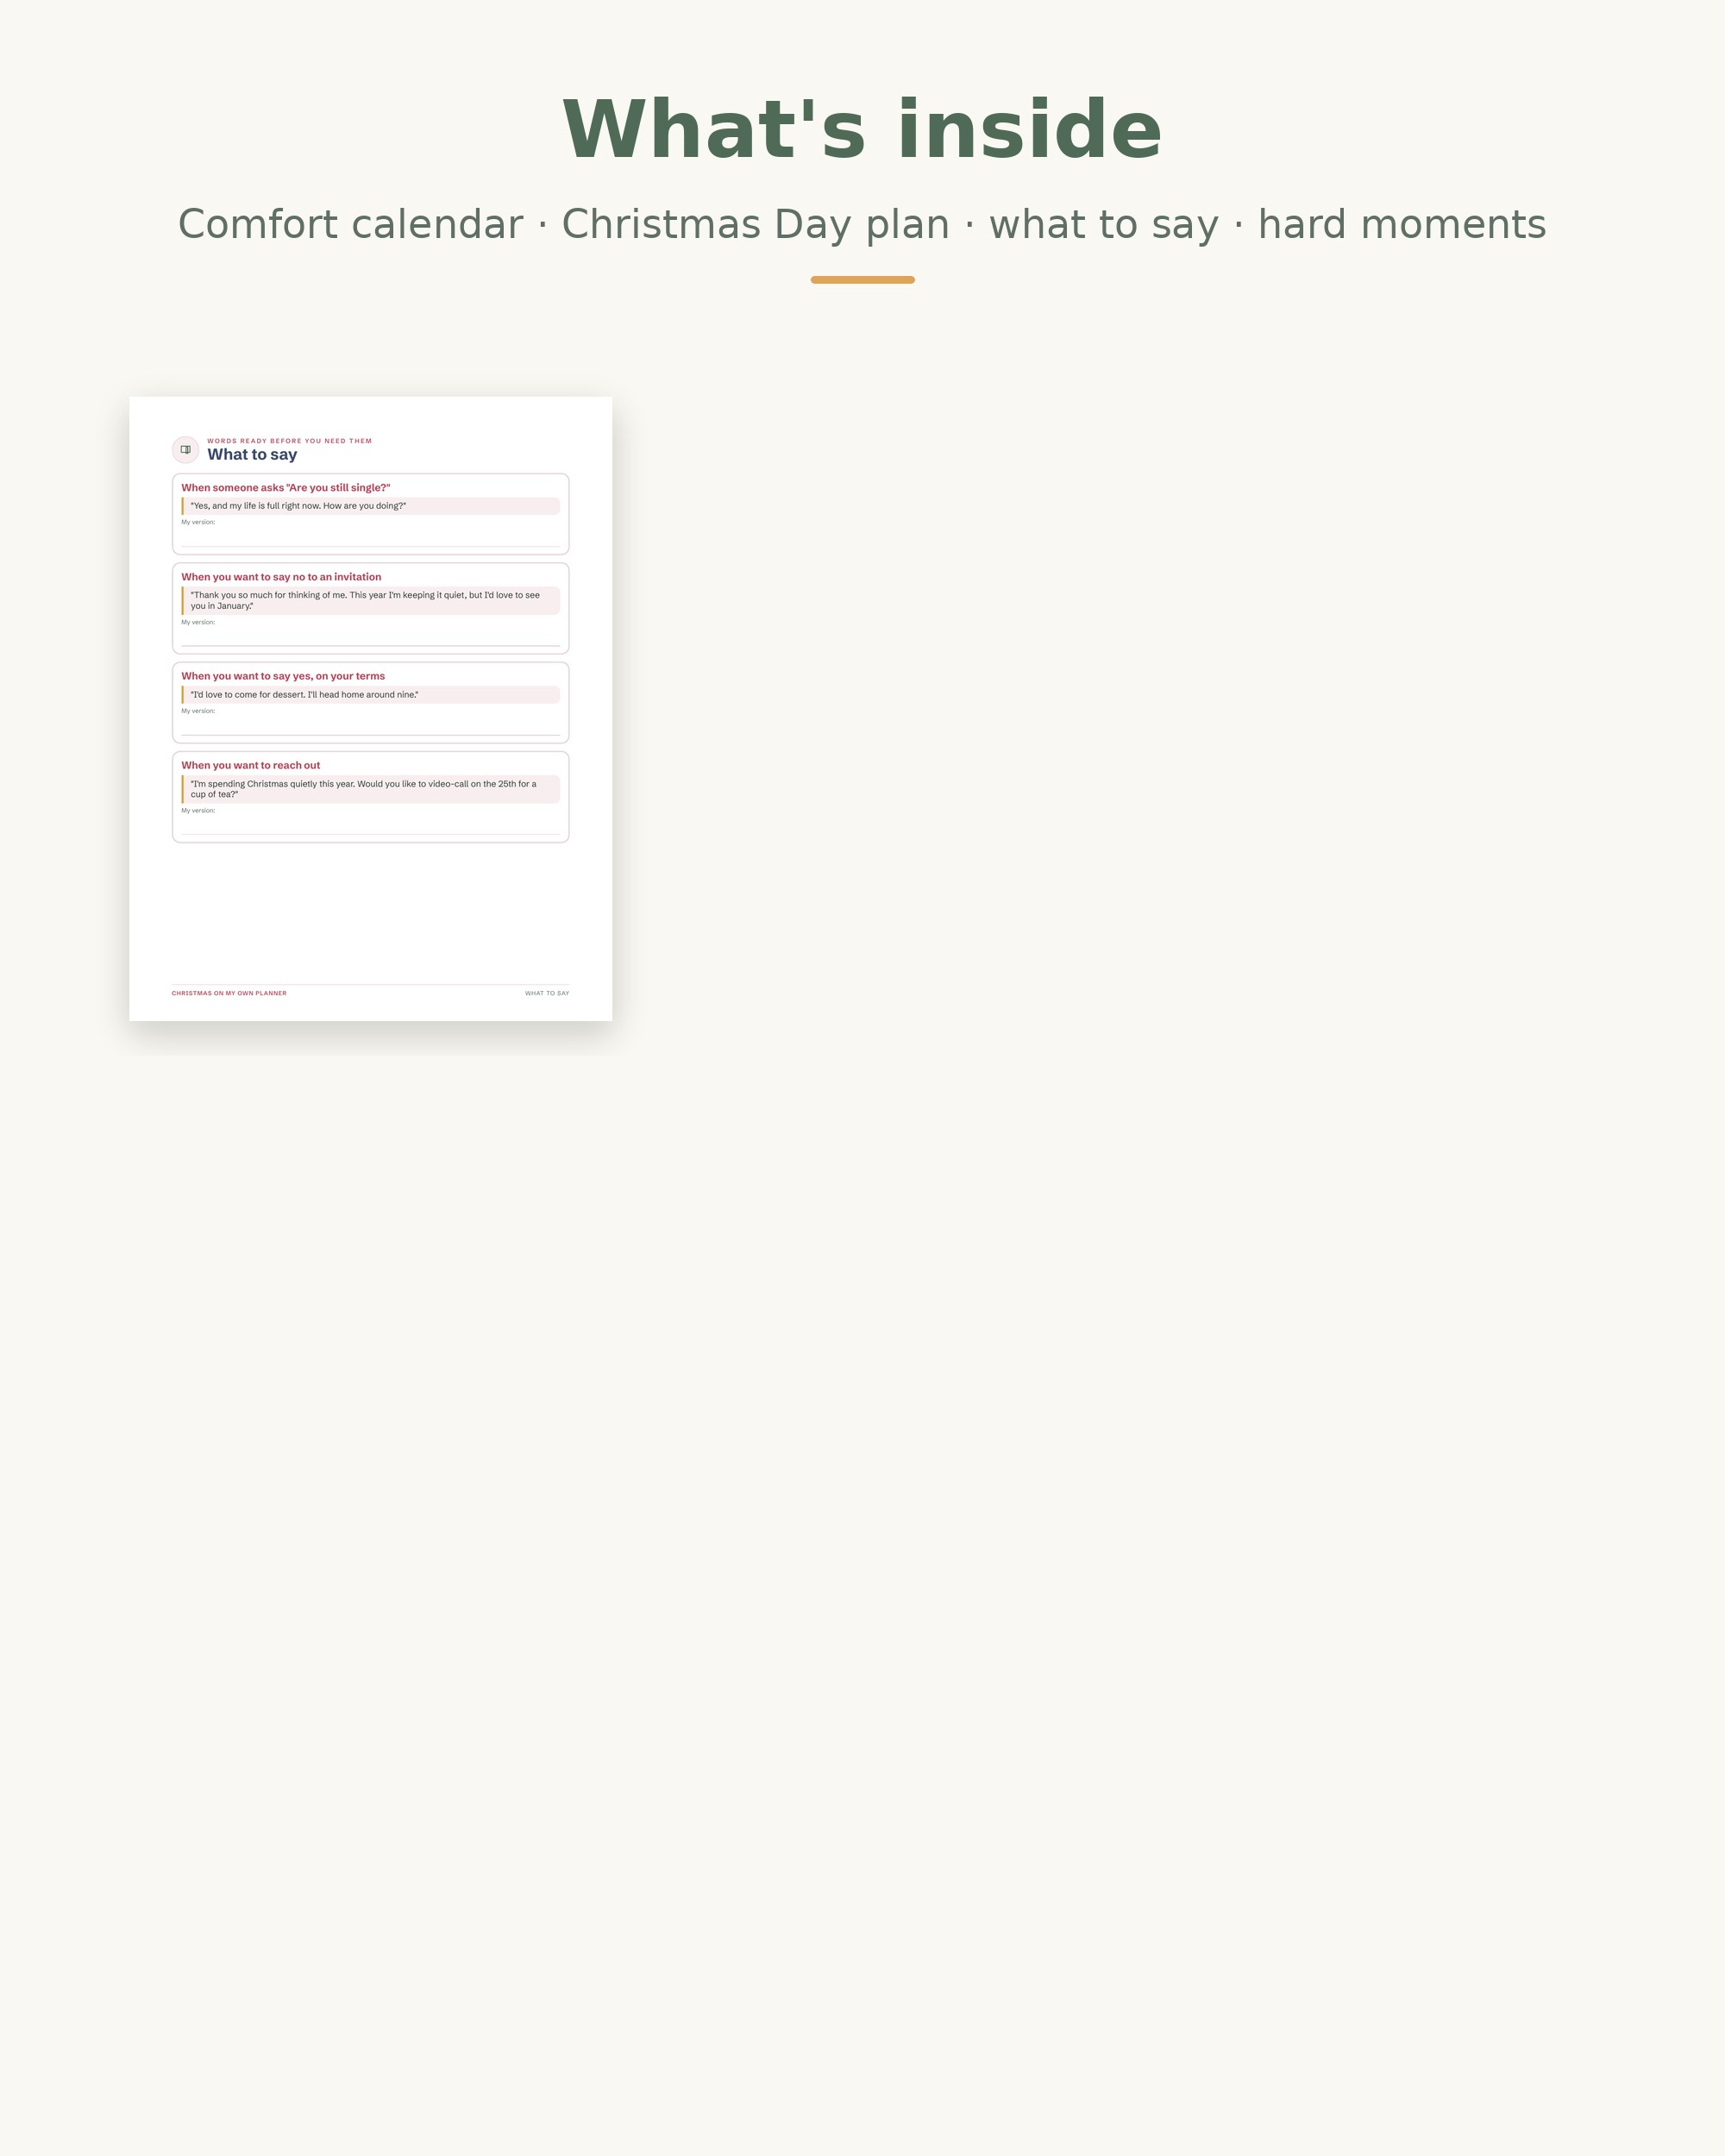 What's inside
Comfort calendar · Christmas Day plan · what to say · hard moments
WORDS READY BEFORE YOU NEED THEM
What to say
When someone asks "Are you still single?"
"Yes, and my life is full right now. How are you doing?"
My version:
When you want to say no to an invitation
"Thank you so much for thinking of me. This year I'm keeping it quiet, but I'd love to see
you in January."
My version:
When you want to say yes, on your terms
"I'd love to come for dessert. I'll head home around nine."
My version:
When you want to reach out
"I'm spending Christmas quietly this year. Would you like to video-call on the 25th for a
cup of tea?"
My version:
CHRISTMAS ON MY OWN PLANNER
WHAT TO SAY